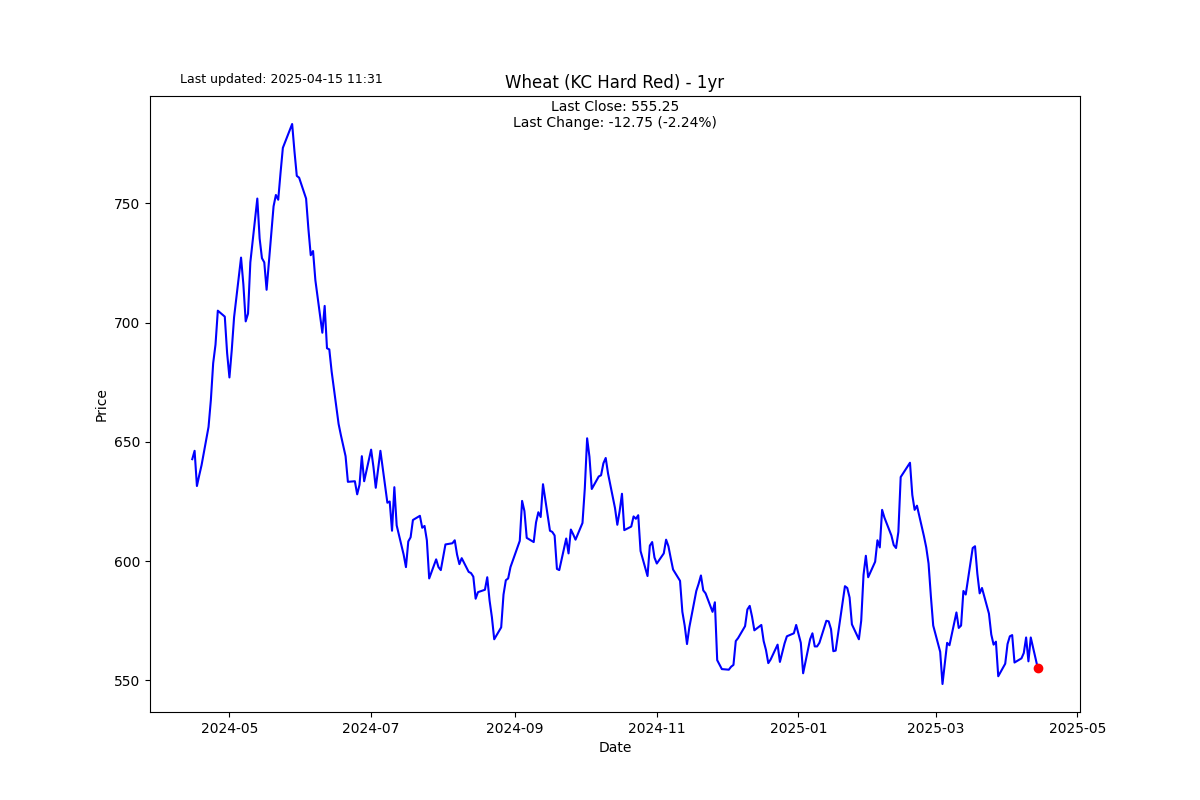 Last updated: 2025-04-15 11:31
Wheat (KC Hard Red) - 1yr
Last Close: 555.25
Last Change: -12.75 (-2.24%)
Price
750
700
650
600
550
2024-05
2024-07
2024-09
2024-11
2025-01
2025-03
2025-05
Date